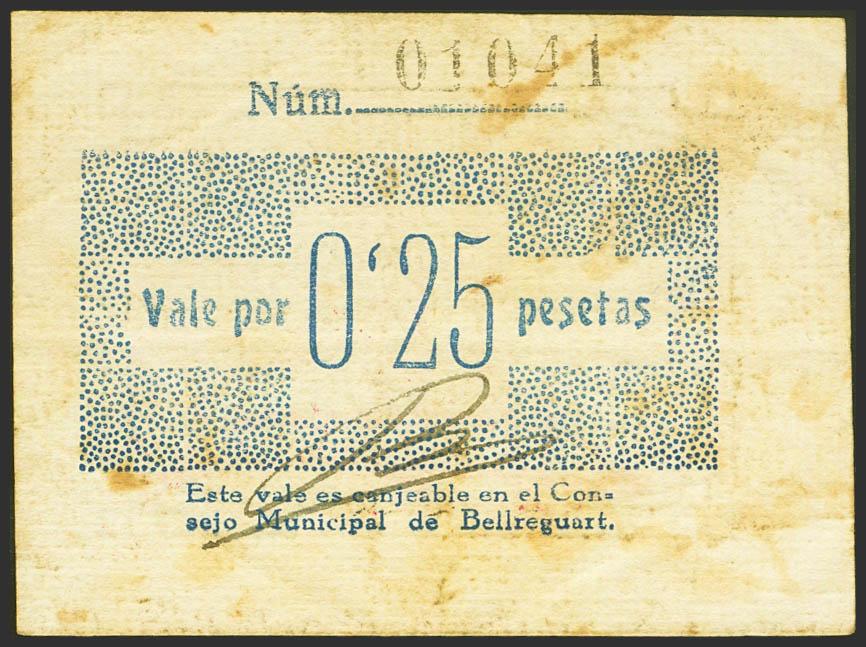 Núm. 01041
Vale por 0'25 pesetas
Este vale es canjeable en el Con=
sejo Municipal de Bellreguart.